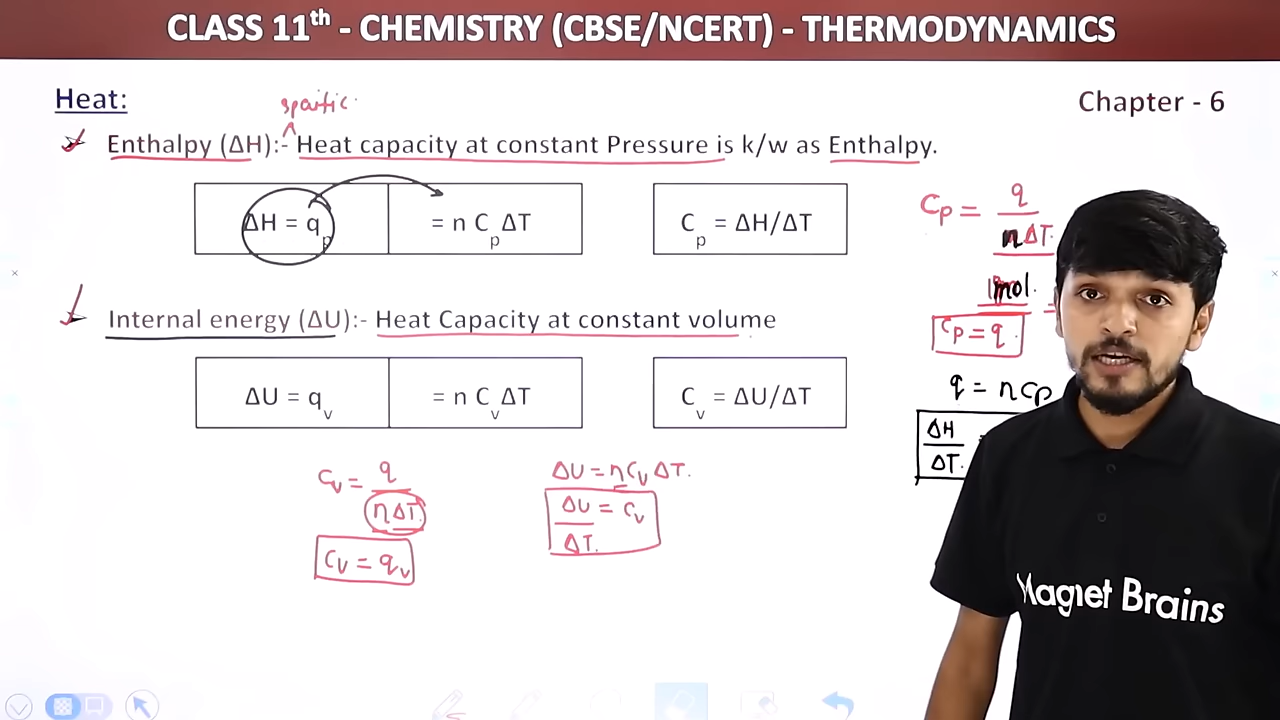 CLASS 11th - CHEMISTRY (CBSE/NCERT) - THERMODYNAMICS
Heat:
Chapter - 6
Enthalpy (ΔH):- Heat capacity at constant Pressure is k/w as Enthalpy.
ΔH = qp
= n Cp ΔT
Cp = ΔH/ΔT
Cp = q / nΔT
mol.
Cp = q
q = nCp
ΔH / ΔT
Internal energy (ΔU):- Heat Capacity at constant volume
ΔU = qv
= n Cv ΔT
Cv = ΔU/ΔT
Cv = q / nΔT.
Cv = qv
ΔU = nCv ΔT.
ΔU / ΔT. = Cv
Magnet Brains